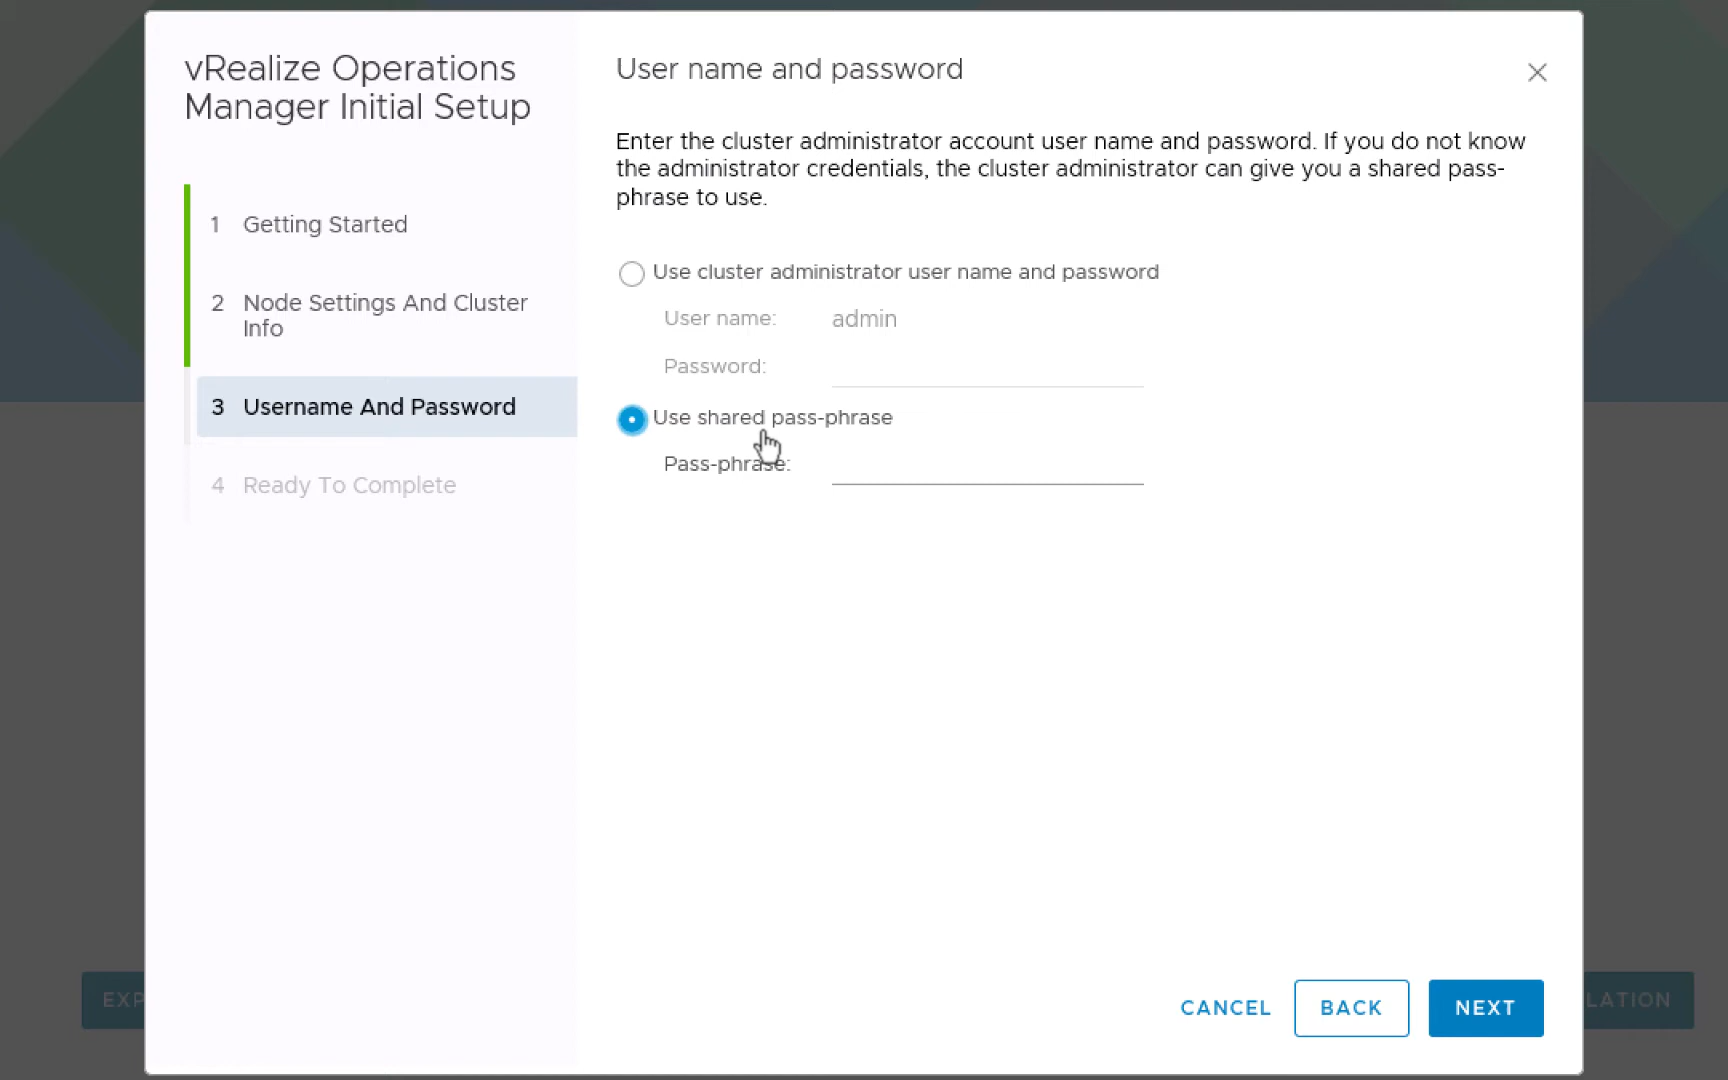 vRealize Operations
Manager Initial Setup
1 Getting Started
2 Node Settings And Cluster
Info
3 Username And Password
4 Ready To Complete
User name and password
Enter the cluster administrator account user name and password. If you do not know
the administrator credentials, the cluster administrator can give you a shared pass-
phrase to use.
Use cluster administrator user name and password
User name: admin
Password:
Use shared pass-phrase
Pass-phrase:
CANCEL BACK NEXT
EXP
LATION